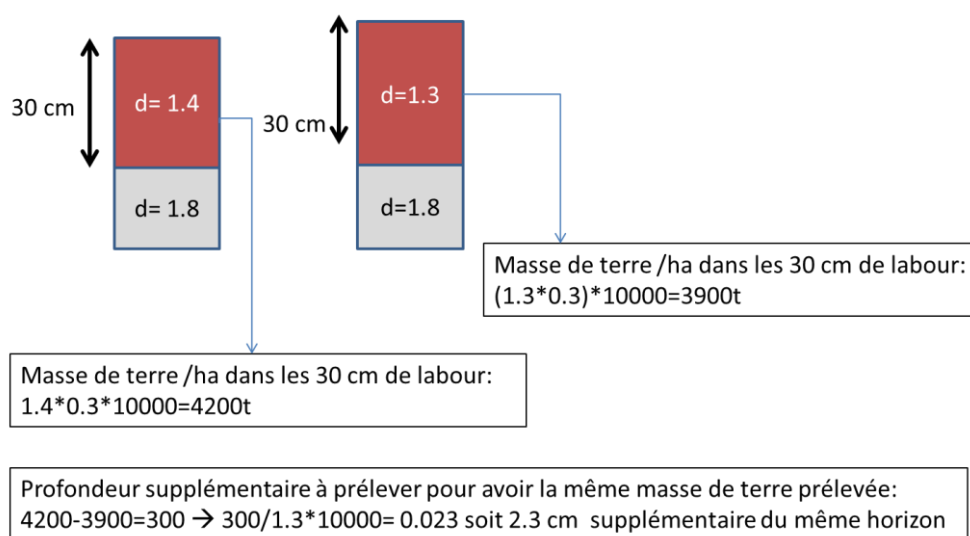 30 cm
d= 1.4
d= 1.8
30 cm
d=1.3
d=1.8
Masse de terre /ha dans les 30 cm de labour:
(1.3*0.3)*10000=3900t
Masse de terre /ha dans les 30 cm de labour:
1.4*0.3*10000=4200t
Profondeur supplémentaire à prélever pour avoir la même masse de terre prélevée:
4200-3900=300 → 300/1.3*10000= 0.023 soit 2.3 cm supplémentaire du même horizon